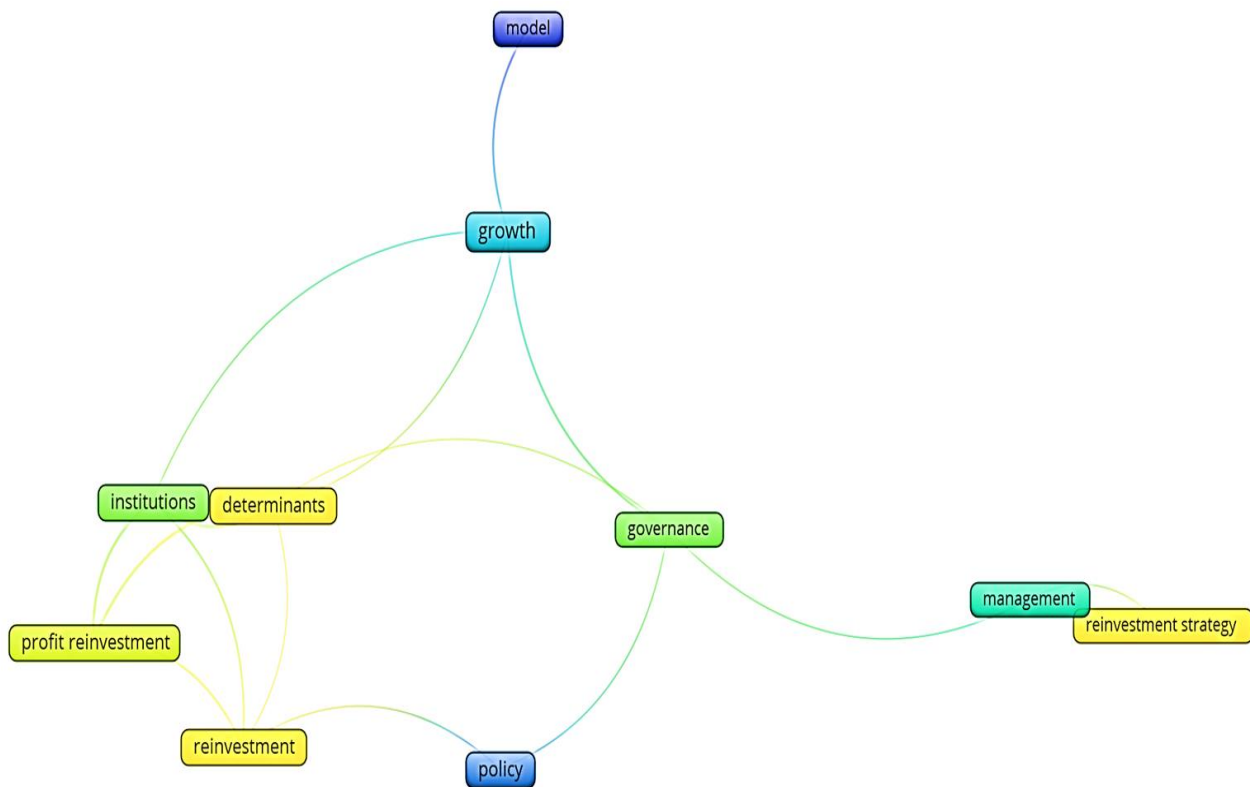 model
growth
institutions
determinants
governance
management
reinvestment strategy
profit reinvestment
reinvestment
policy